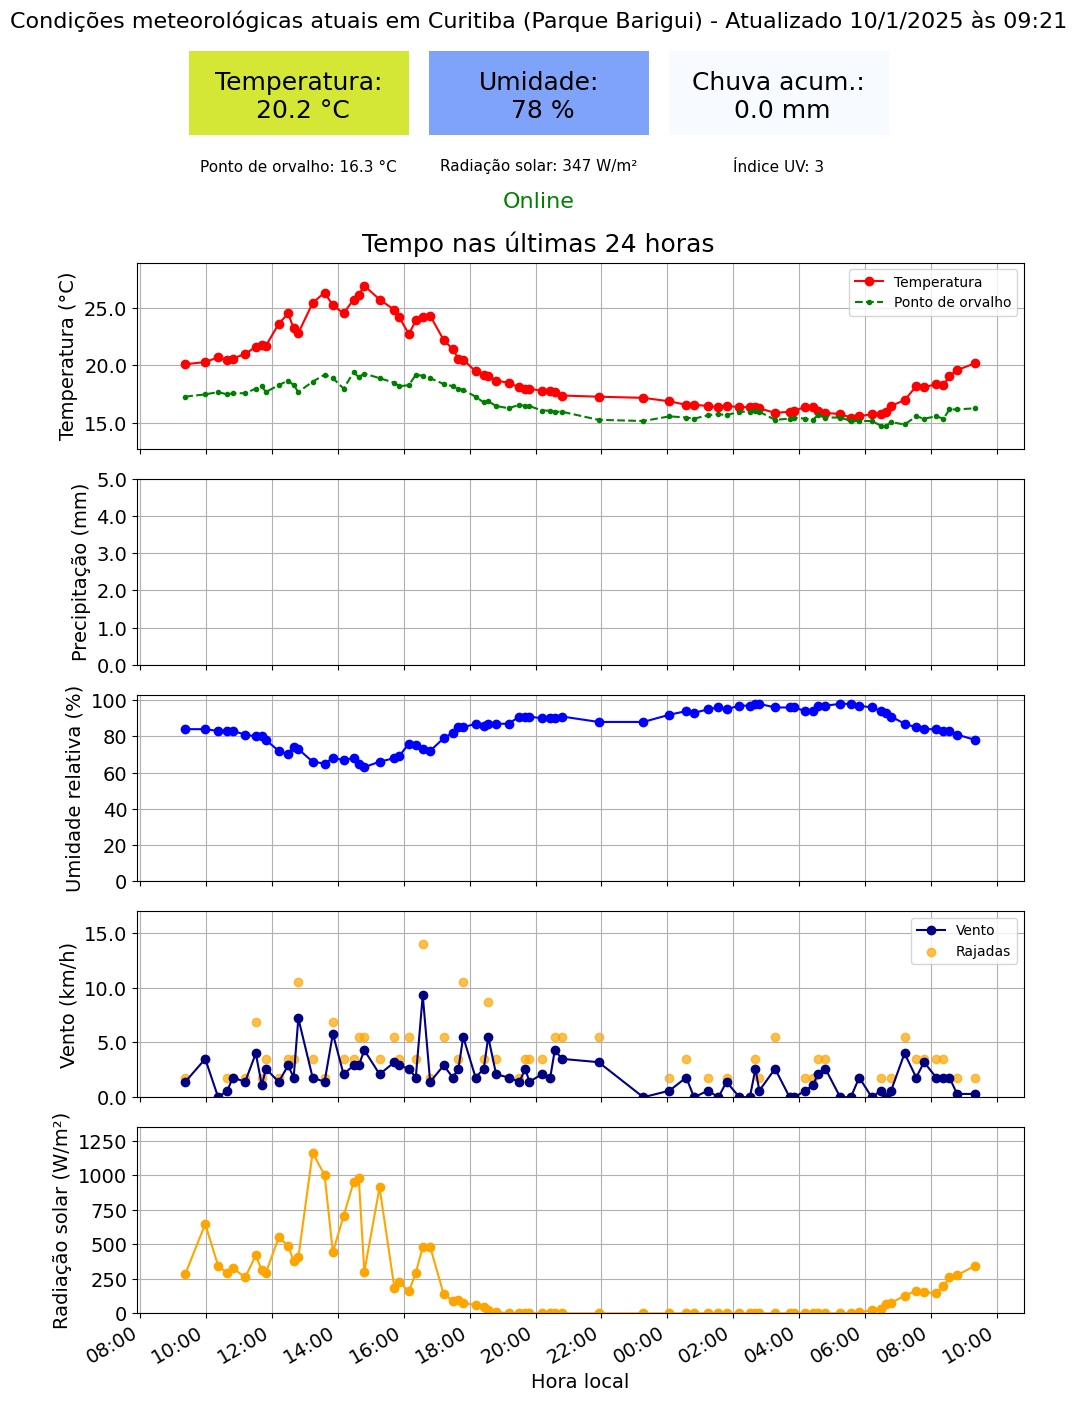 Condições meteorológicas atuais em Curitiba (Parque Barigui) - Atualizado 10/1/2025 às 09:21
Temperatura:
20.2 °C
Umidade:
78 %
Chuva acum.:
0.0 mm
Ponto de orvalho: 16.3 °C
Radiação solar: 347 W/m²
Índice UV: 3
Online
Tempo nas últimas 24 horas
Temperatura (°C)
25.0
20.0
15.0
Temperatura
Ponto de orvalho
Precipitação (mm)
5.0
4.0
3.0
2.0
1.0
0.0
Umidade relativa (%)
100
80
60
40
20
0
Vento (km/h)
15.0
10.0
5.0
0.0
Vento
Rajadas
Radiação solar (W/m²)
1250
1000
750
500
250
0
08:00
10:00
12:00
14:00
16:00
18:00
20:00
22:00
00:00
02:00
04:00
06:00
08:00
10:00
Hora local